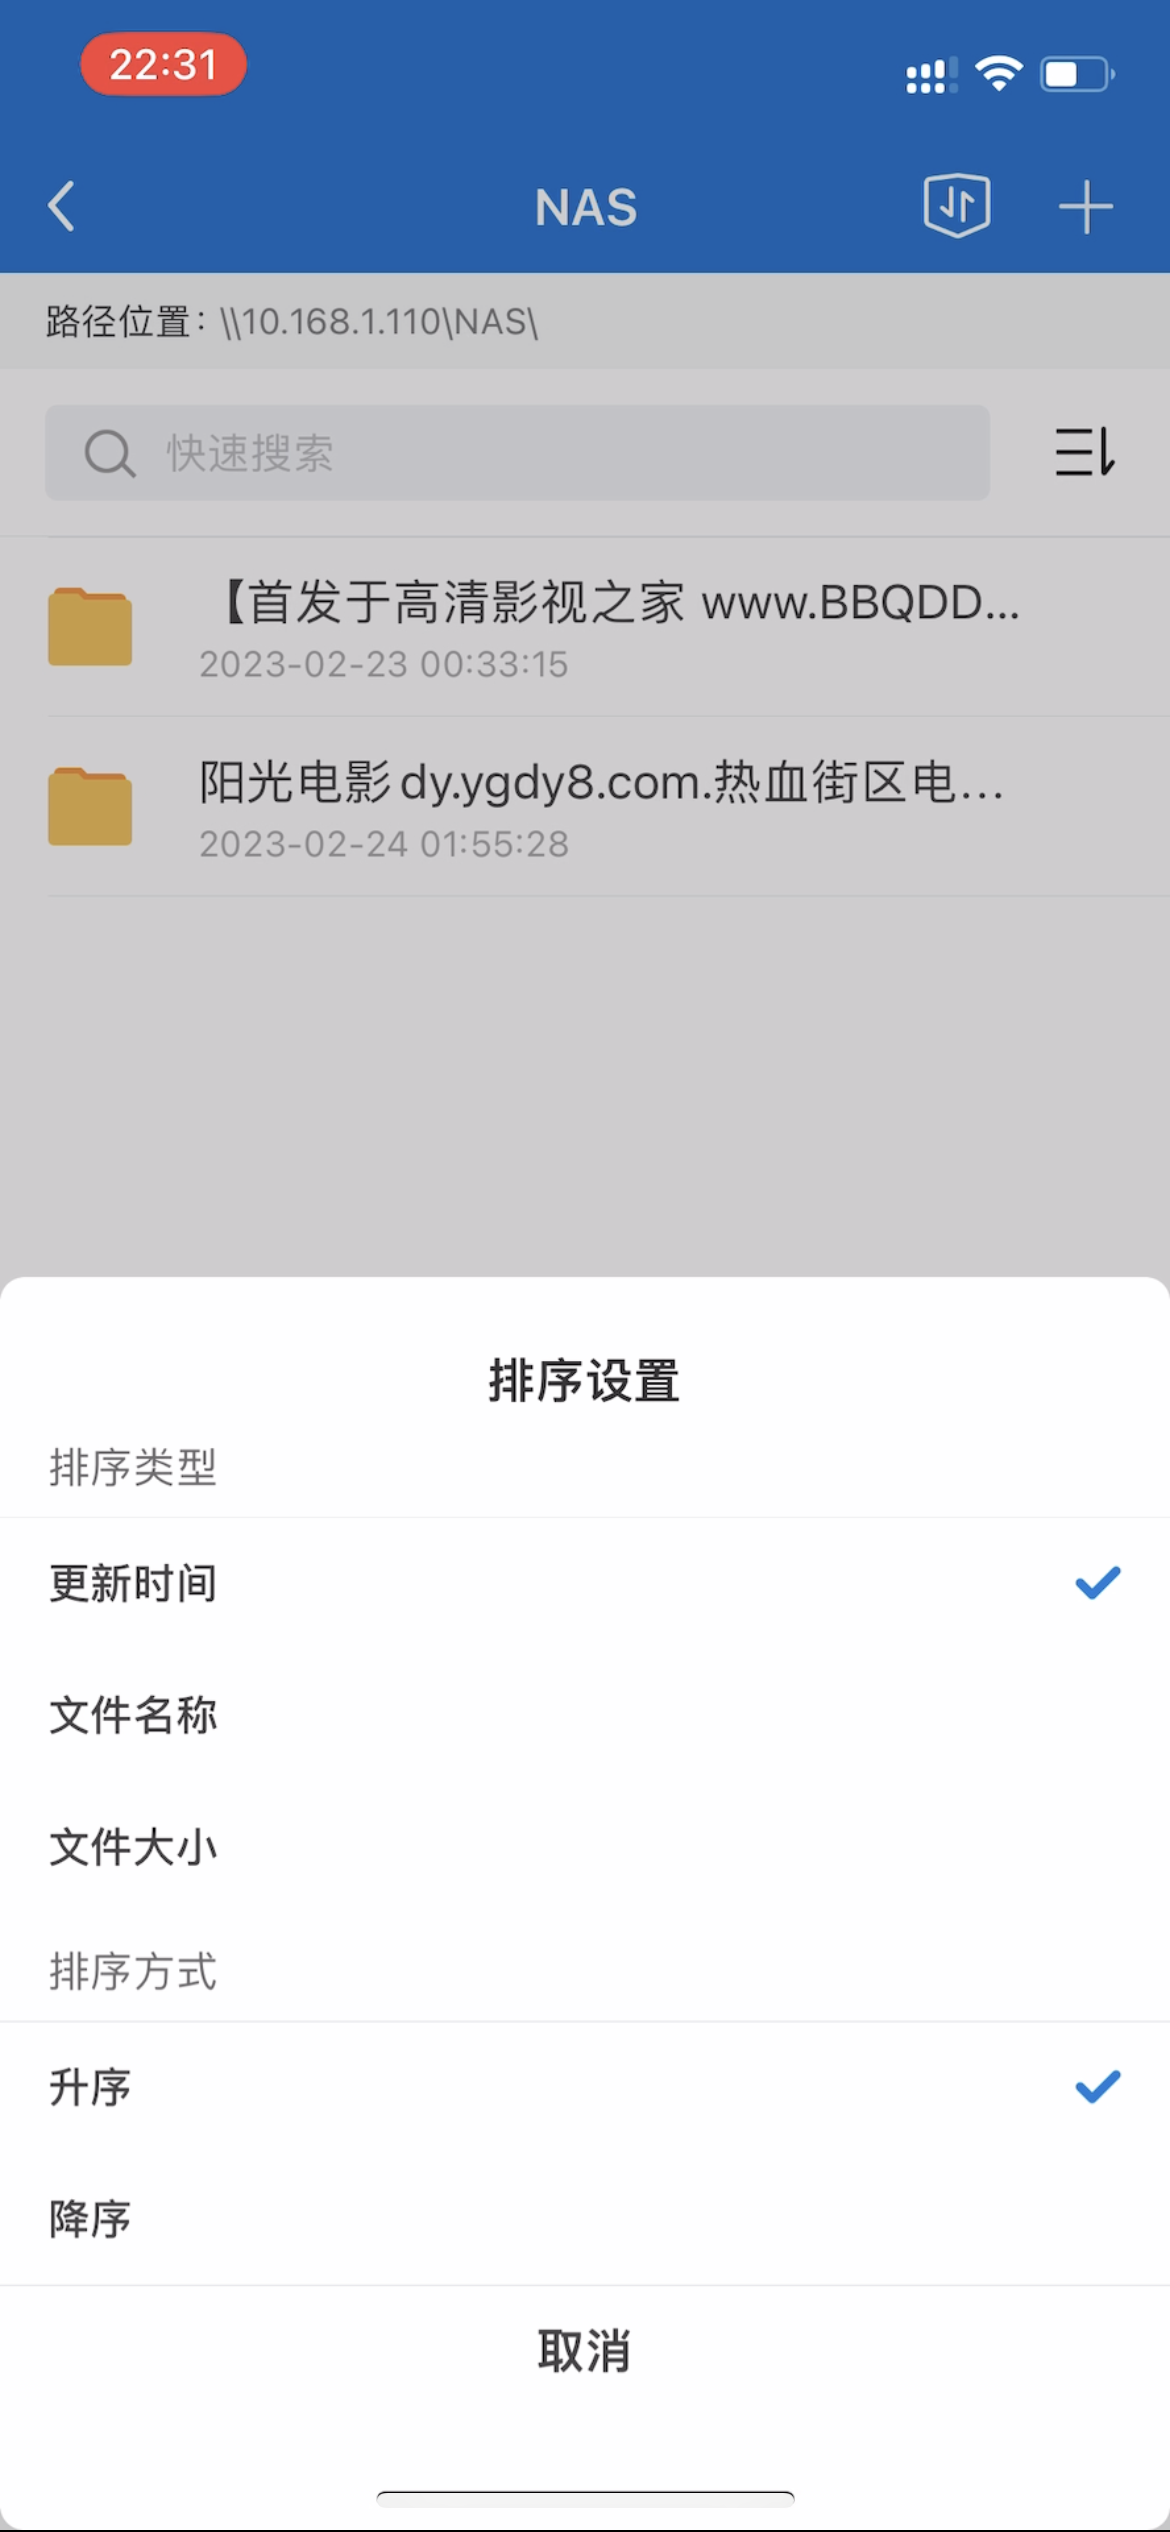 22:31
NAS
路径位置：\\10.168.1.110\NAS\
快速搜索
【首发于高清影视之家 www.BBQDD...
2023-02-23 00:33:15
阳光电影dy.ygdy8.com.热血街区电...
2023-02-24 01:55:28
排序设置
排序类型
更新时间
文件名称
文件大小
排序方式
升序
降序
取消